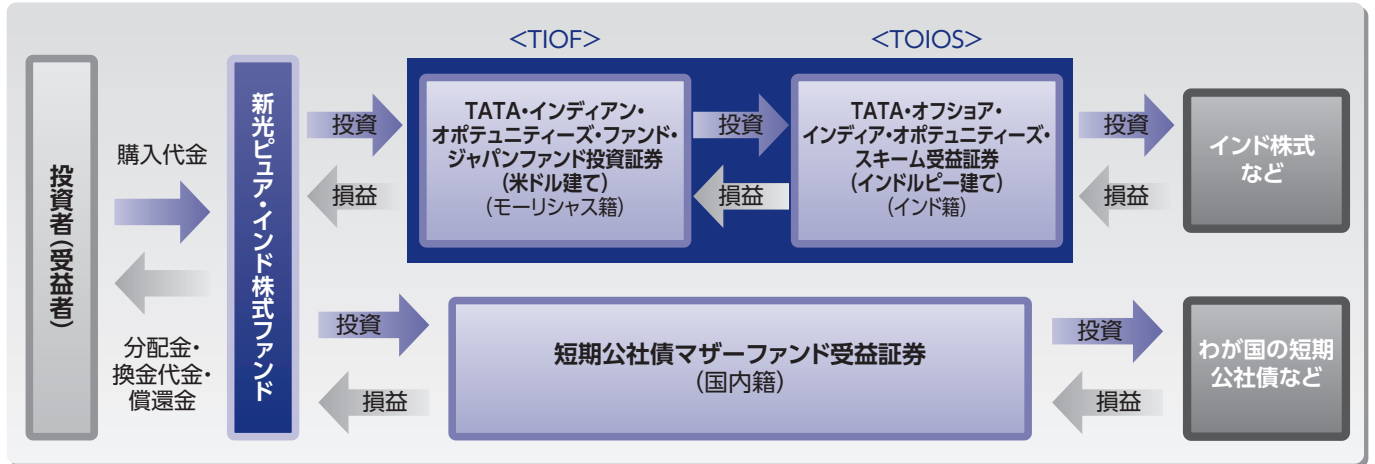 <TIOF>
<TOIOS>
投資者(受益者)
購入代金
分配金・
換金代金・
償還金
新光ピュア・インド株式ファンド
投資
損益
TATA・インディアン・
オポテュニティーズ・ファンド・
ジャパンファンド投資証券
(米ドル建て)
(モーリシャス籍)
投資
損益
TATA・オフショア・
インディア・オポテュニティーズ・
スキーム受益証券
(インドルピー建て)
(インド籍)
投資
損益
インド株式
など
投資
損益
短期公社債マザーファンド受益証券
(国内籍)
投資
損益
わが国の短期
公社債など